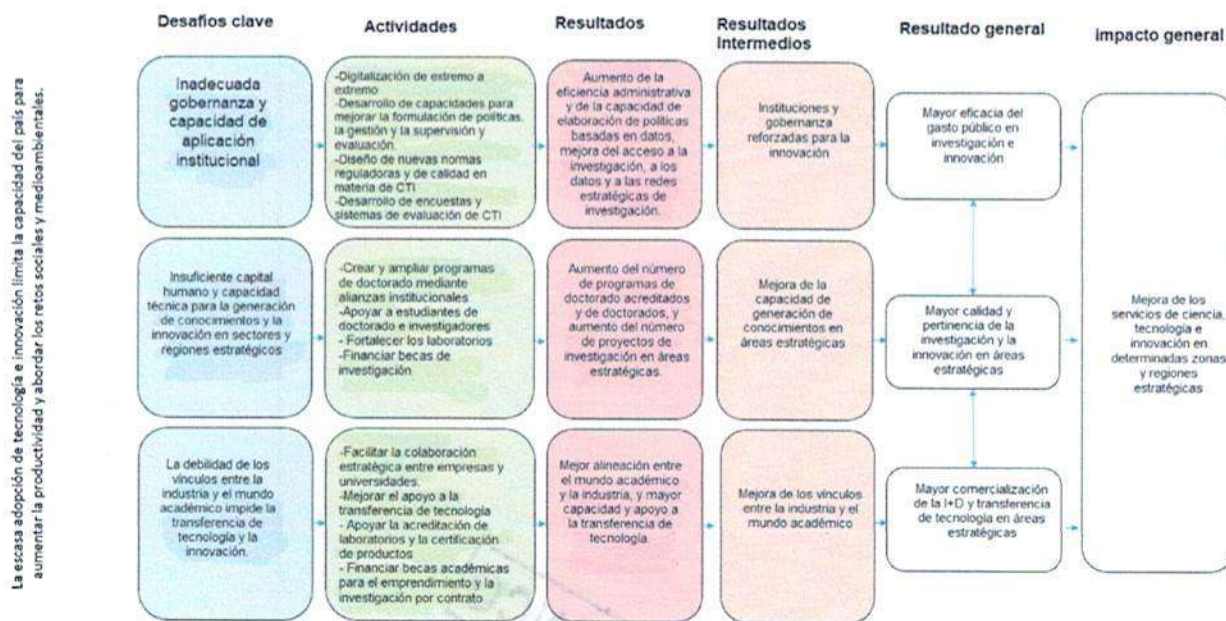 La escasa adopción de tecnología e innovación limita la capacidad del país para
aumentar la productividad y abordar los retos sociales y medioambientales.
Desafíos clave
Actividades
Resultados
Resultados
Intermedios
Resultado general
Impacto general
Inadecuada
gobernanza y
capacidad de
aplicación
institucional
-Digitalización de extremo a
extremo
-Desarrollo de capacidades para
mejorar la formulación de políticas,
la gestión y la supervisión y
evaluación.
-Diseño de nuevas normas
reguladoras y de calidad en
materia de CTI
-Desarrollo de encuestas y
sistemas de evaluación de CTI
Aumento de la
eficiencia administrativa
y de la capacidad de
elaboración de políticas
basadas en datos,
mejora del acceso a la
investigación, a los
datos y a las redes
estratégicas de
investigación.
Instituciones y
gobernanza
reforzadas para la
innovación
Mayor eficacia del
gasto público en
investigación e
innovación
Insuficiente capital
humano y capacidad
técnica para la generación
de conocimientos y la
innovación en sectores y
regiones estratégicos
-Crear y ampliar programas
de doctorado mediante
alianzas institucionales
-Apoyar a estudiantes de
doctorado e investigadores
- Fortalecer los laboratorios
-Financiar becas de
investigación
Aumento del número
de programas de
doctorado acreditados
y de doctorados, y
aumento del número
de proyectos de
investigación en áreas
estratégicas.
Mejora de la
capacidad de
generación de
conocimientos en
áreas estratégicas
Mayor calidad y
pertinencia de la
investigación y la
innovación en áreas
estratégicas
Mejora de los
servicios de ciencia,
tecnología e
innovación en
determinadas zonas
y regiones
estratégicas
La debilidad de los
vínculos entre la
industria y el mundo
académico impide la
transferencia de
tecnología y la
innovación.
-Facilitar la colaboración
estratégica entre empresas y
universidades.
-Mejorar el apoyo a la
transferencia de tecnología
- Apoyar la acreditación de
laboratorios y la certificación
de productos
- Financiar becas académicas
para el emprendimiento y la
investigación por contrato
Mejor alineación entre
el mundo académico
y la industria, y mayor
capacidad y apoyo a
la transferencia de
tecnología
Mejora de los vínculos
entre la industria y el
mundo académico
Mayor comercialización
de la I+D y transferencia
de tecnología en áreas
estratégicas